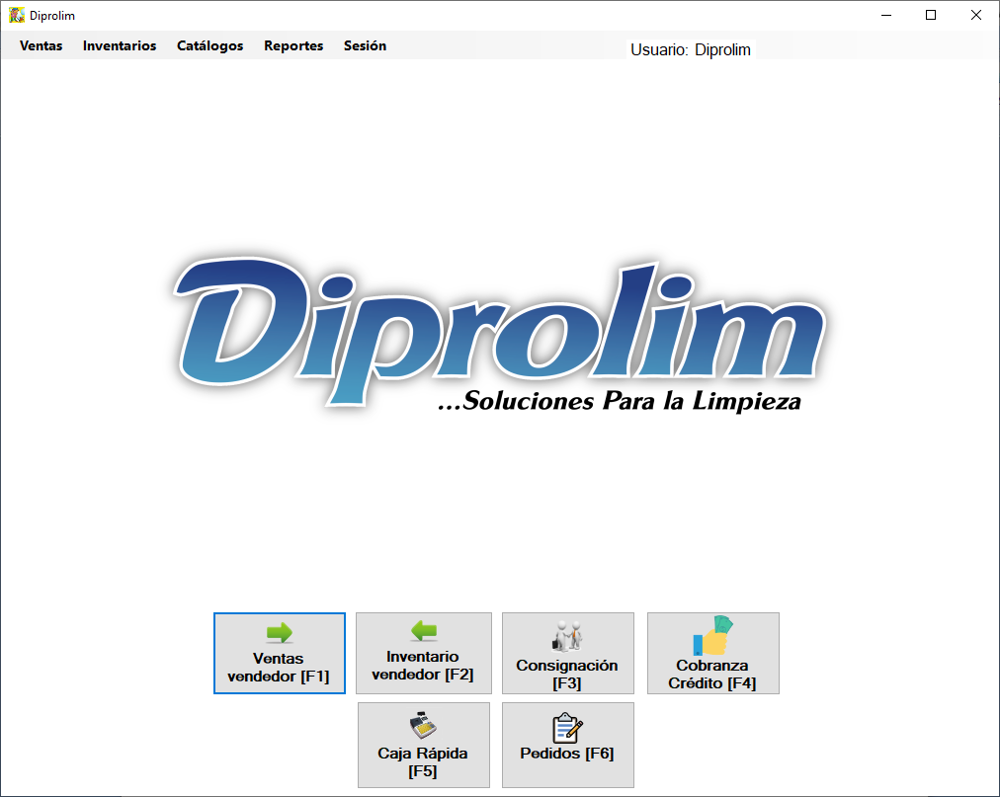 Diprolim
Ventas Inventarios Catálogos Reportes Sesión
Usuario: Diprolim
Diprolim
...Soluciones Para la Limpieza
Ventas
vendedor [F1]
Inventario
vendedor [F2]
Consignación
[F3]
Cobranza
Crédito [F4]
Caja Rápida
[F5]
Pedidos [F6]